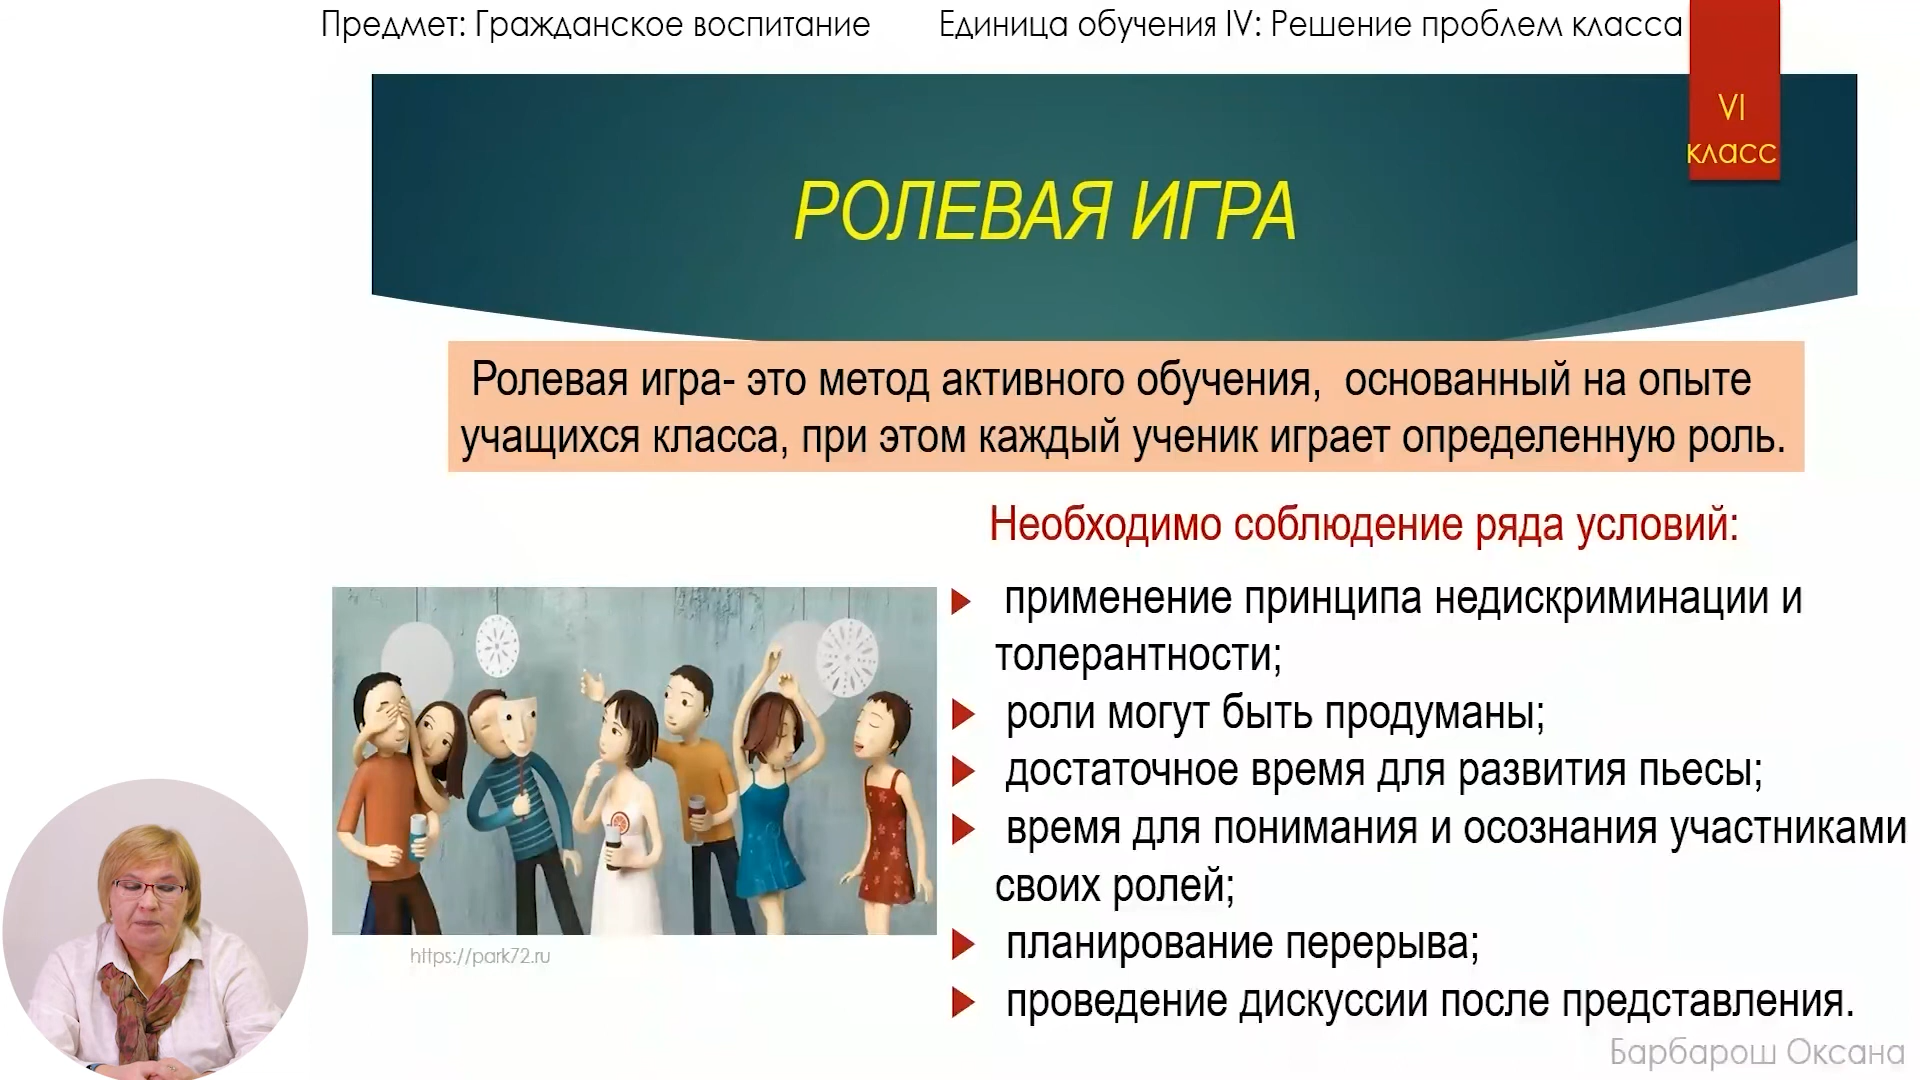 Предмет: Гражданское воспитание
Единица обучения IV: Решение проблем класса
VI
класс
РОЛЕВАЯ ИГРА
Ролевая игра- это метод активного обучения, основанный на опыте
учащихся класса, при этом каждый ученик играет определенную роль.
Необходимо соблюдение ряда условий:
применение принципа недискриминации и
толерантности;
роли могут быть продуманы;
достаточное время для развития пьесы;
время для понимания и осознания участниками
своих ролей;
планирование перерыва;
проведение дискуссии после представления.
https://park72.ru
Барбарош Оксана